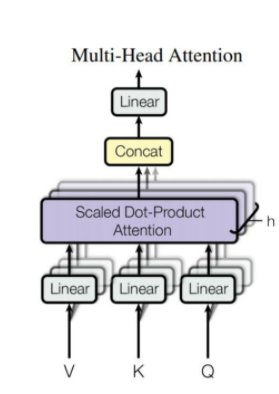 Multi-Head Attention
Linear
Concat
Scaled Dot-Product
Attention
h
Linear
Linear
Linear
V
K
Q